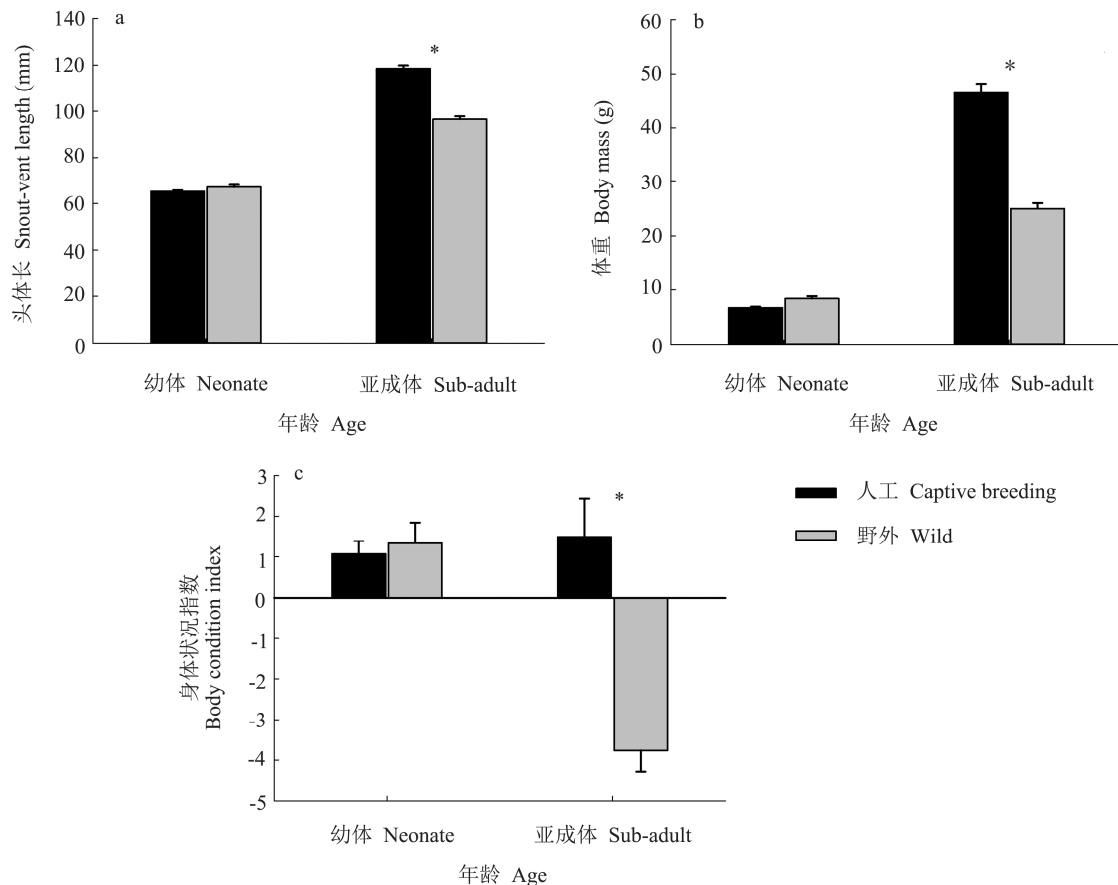 a
头体长 Snout-vent length (mm)
140
120
100
80
60
40
20
0
*
幼体 Neonate
亚成体 Sub-adult
年龄 Age
b
体重 Body mass (g)
60
50
40
30
20
10
0
*
幼体 Neonate
亚成体 Sub-adult
年龄 Age
c
身体状况指数
Body condition index
3
2
1
0
-1
-2
-3
-4
-5
*
幼体 Neonate
亚成体 Sub-adult
年龄 Age
人工 Captive breeding
野外 Wild